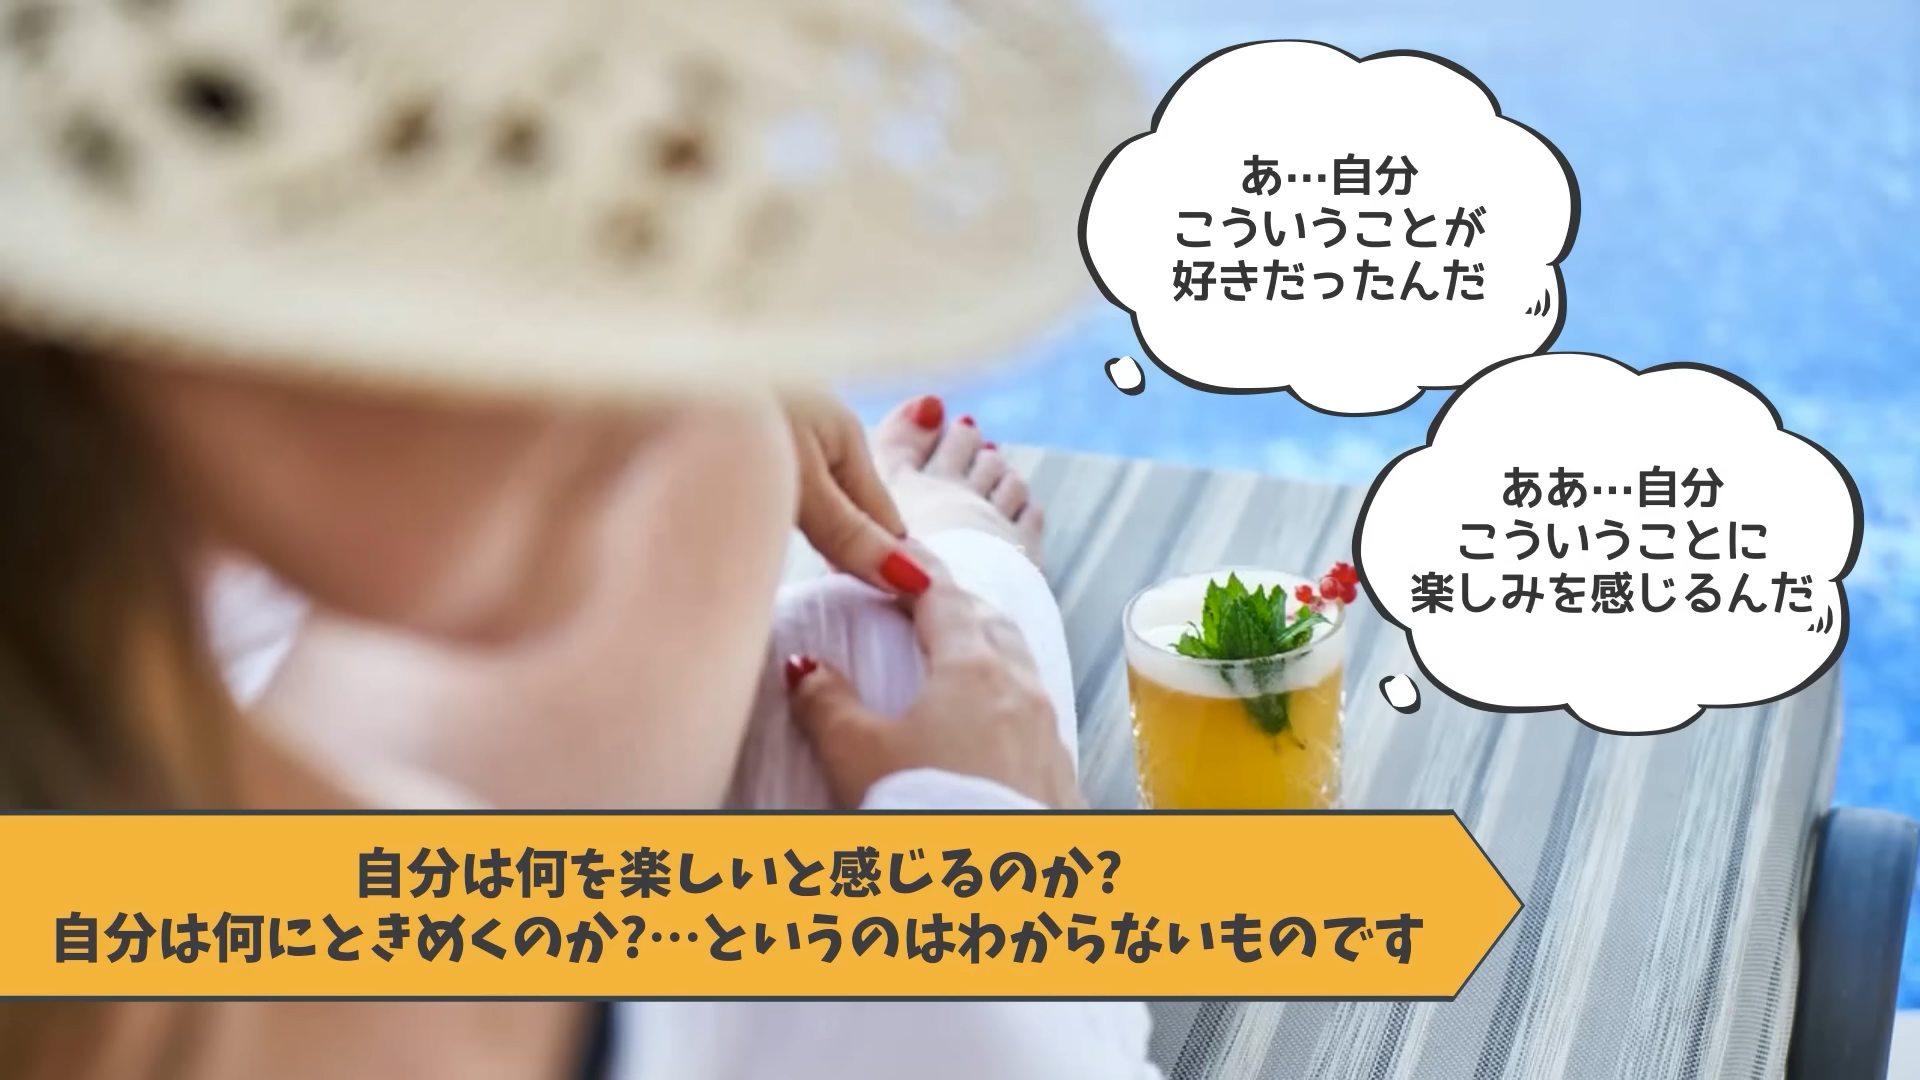 あ…自分
こういうことが
好きだったんだ
ああ…自分
こういうことに
楽しみを感じるんだ
自分は何を楽しいと感じるのか?
自分は何にときめくのか?…というのはわからないものです